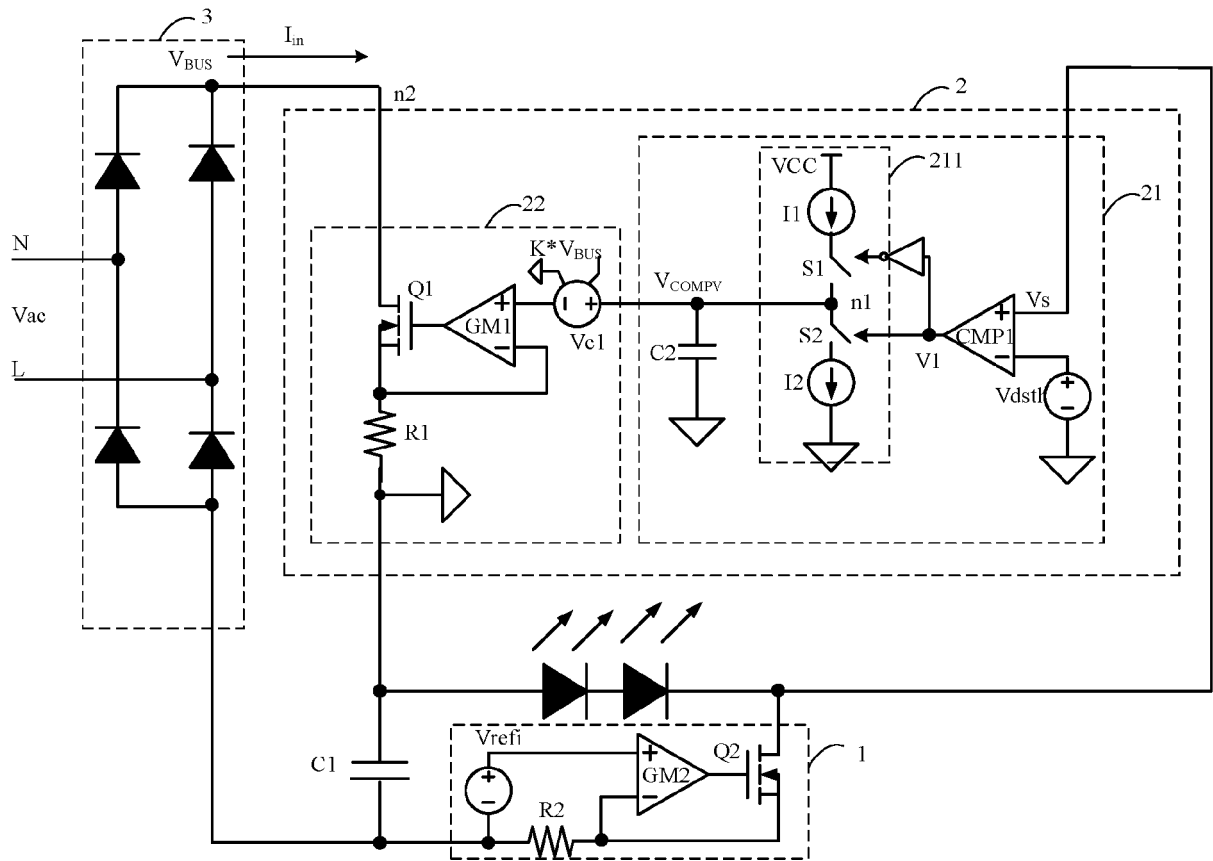 3
I_in
V_BUS
n2
2
211
VCC
21
22
I1
N
K*V_BUS
S1
Q1
V_COMPV
n1
Vs
Vac
GM1
S2
CMP1
Vc1
C2
V1
L
I2
Vdsth
R1
Vrefi
Q2
1
C1
GM2
R2